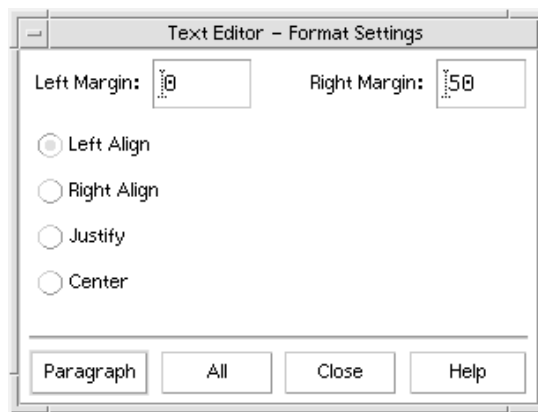 Text Editor – Format Settings
Left Margin: 0 Right Margin: 50
Left Align
Right Align
Justify
Center
Paragraph All Close Help